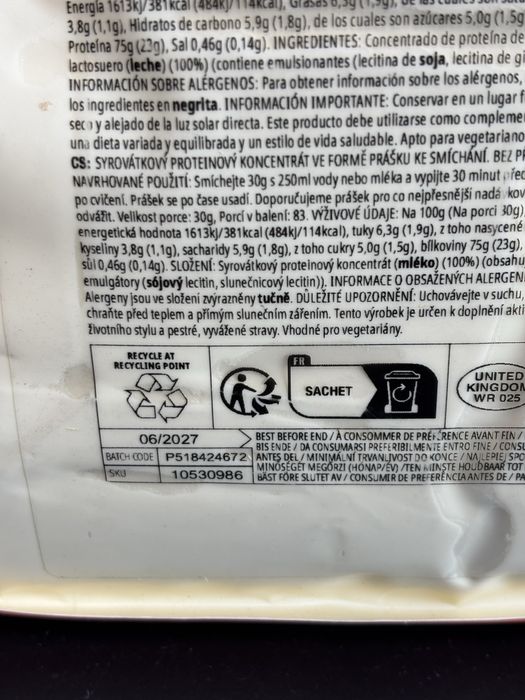 Energía 1613kJ/381kcal (484kJ/114kcal), Grasas 6,3g (1,9g),
3,8g (1,1g), Hidratos de carbono 5,9g (1,8g), de los cuales son azúcares 5,0g (1,5g
Proteína 75g (23g), Sal 0,46g (0,14g). INGREDIENTES: Concentrado de proteína de
lactosuero (leche) (100%) (contiene emulsionantes (lecitina de soja, lecitina de gi
INFORMACIÓN SOBRE ALÉRGENOS: Para obtener información sobre los alérgenos,
los ingredientes en negrita. INFORMACIÓN IMPORTANTE: Conservar en un lugar f
seco y alejado de la luz solar directa. Este producto debe utilizarse como compleme
una dieta variada y equilibrada y un estilo de vida saludable. Apto para vegetariano
CS: SYROVÁTKOVÝ PROTEINOVÝ KONCENTRÁT VE FORMĚ PRÁŠKU KE SMÍCHÁNÍ. BEZ PŘ
NAVRHOVANÉ POUŽITÍ: Smíchejte 30g s 250ml vody nebo mléka a vypijte 30 minut před
po cvičení. Prášek se po čase usadí. Doporučujeme prášek pro co nejpřesnější nadávkov
odvážit. Velikost porce: 30g, Porcí v balení: 83. VÝŽIVOVÉ ÚDAJE: Na 100g (Na porci 30g)
energetická hodnota 1613kJ/381kcal (484kJ/114kcal), tuky 6,3g (1,9g), z toho nasycené
kyseliny 3,8g (1,1g), sacharidy 5,9g (1,8g), z toho cukry 5,0g (1,5g), bílkoviny 75g (23g),
sůl 0,46g (0,14g). SLOŽENÍ: Syrovátkový proteinový koncentrát (mléko) (100%) (obsahu
emulgátory (sójový lecitin, slunečnicový lecitin)). INFORMACE O OBSAŽENÝCH ALERGEN
Alergeny jsou ve složení zvýrazněny tučně. DŮLEŽITÉ UPOZORNĚNÍ: Uchovávejte v suchu,
chraňte před teplem a přímým slunečním zářením. Tento výrobek je určen k doplnění akti
životního stylu a pestré, vyvážené stravy. Vhodné pro vegetariány.
RECYCLE AT
RECYCLING POINT
FR
SACHET
UNITED
KINGDOM
WR 025
06/2027
BATCH CODE P518424672
SKU 10530986
BEST BEFORE END / À CONSOMMER DE PRÉFÉRENCE AVANT FIN /
BIS ENDE / DA CONSUMARSI PREFERIBILMENTE ENTRO FINE / CONSU
ANTES DEL / MINIMÁLNÍ TRVANLIVOST DO KONCE / NAJLEPIEJ SPO
MINŐSÉGÉT MEGŐRZI (HÓNAP/ÉV) / TEN MINSTE HOUDBAAR TOT
BÄST FÖRE SLUTET AV / CONSUMIR DE PREFERÊNCIA ANTES DE / PA